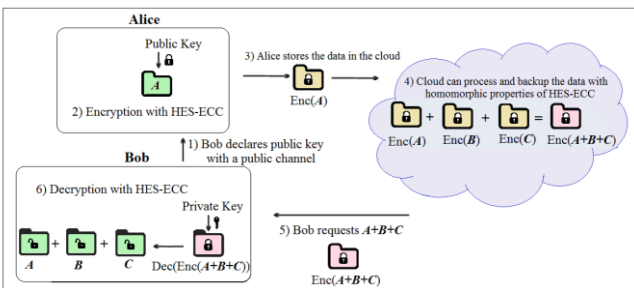 Alice
Public Key
A
2) Encryption with HES-ECC
3) Alice stores the data in the cloud
Enc(A)
4) Cloud can process and backup the data with
homomorphic properties of HES-ECC
+ + =
Enc(A) Enc(B) Enc(C) Enc(A+B+C)
1) Bob declares public key
with a public channel
Bob
6) Decryption with HES-ECC
Private Key
+ +
A B C Dec(Enc(A+B+C))
5) Bob requests A+B+C
Enc(A+B+C)